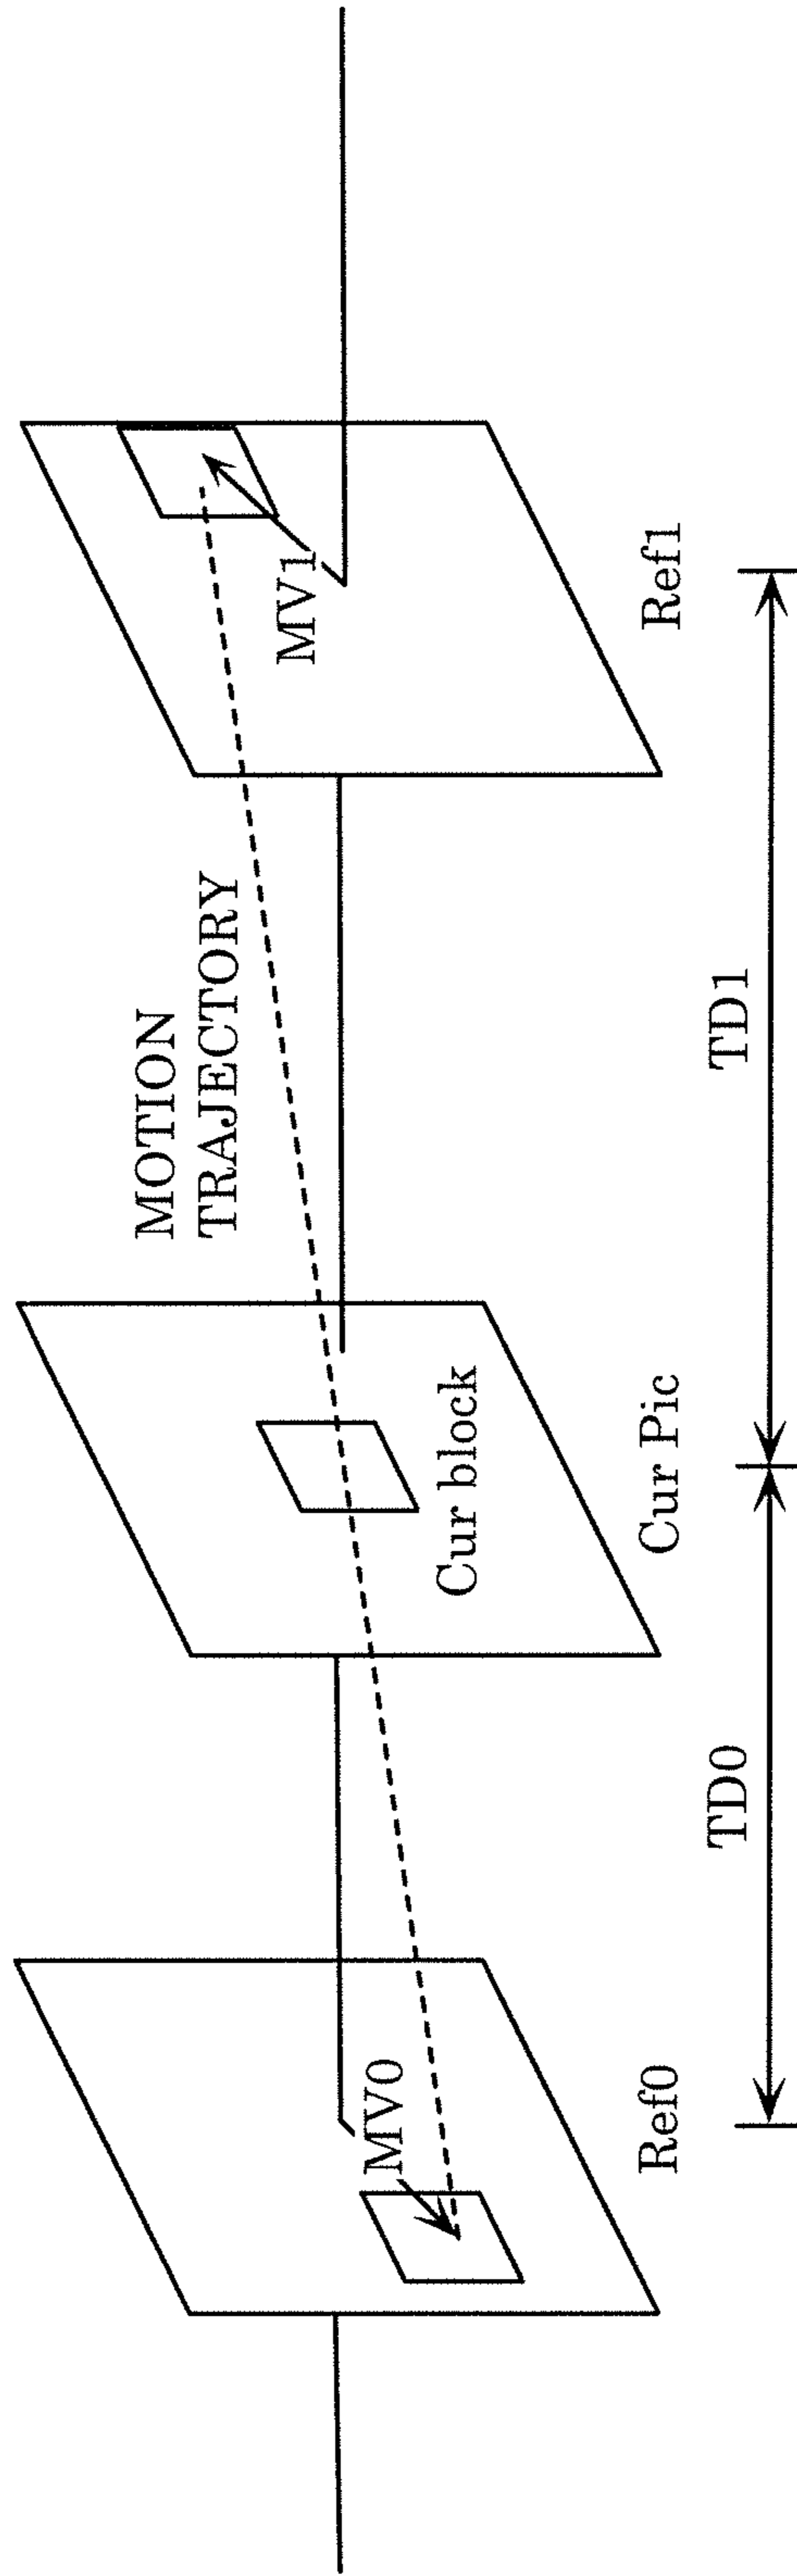 MOTION
TRAJECTORY
MV0
MV1
Cur block
Ref0
Cur Pic
Ref1
TD0
TD1